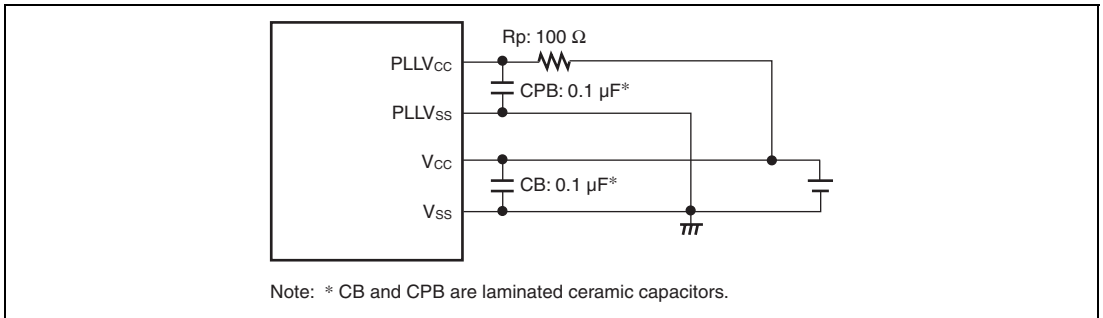 Rp: 100 Ω
PLLVCC
CPB: 0.1 µF*
PLLVSS
VCC
CB: 0.1 µF*
VSS
Note: * CB and CPB are laminated ceramic capacitors.